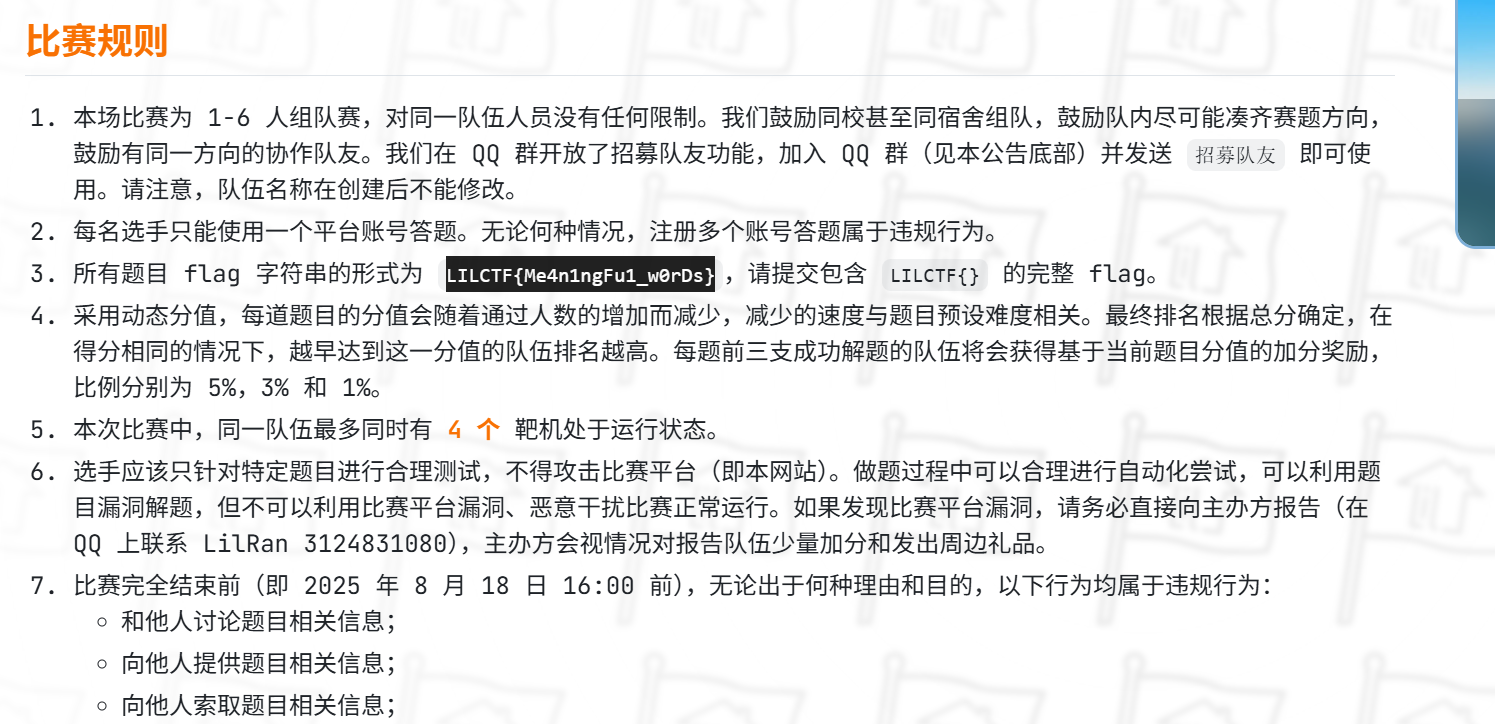 比赛规则
1. 本场比赛为 1-6 人组队赛，对同一队伍人员没有任何限制。我们鼓励同校甚至同宿舍组队，鼓励队内尽可能凑齐赛题方向，
鼓励有同一方向的协作队友。我们在 QQ 群开放了招募队友功能，加入 QQ 群（见本公告底部）并发送 招募队友 即可使
用。请注意，队伍名称在创建后不能修改。
2. 每名选手只能使用一个平台账号答题。无论何种情况，注册多个账号答题属于违规行为。
3. 所有题目 flag 字符串的形式为 LILCTF{Me4n1ngFu1_w0rDs}，请提交包含 LILCTF{} 的完整 flag。
4. 采用动态分值，每道题目的分值会随着通过人数的增加而减少，减少的速度与题目预设难度相关。最终排名根据总分确定，在
得分相同的情况下，越早达到这一分值的队伍排名越高。每题前三支成功解题的队伍将会获得基于当前题目分值的加分奖励，
比例分别为 5%，3% 和 1%。
5. 本次比赛中，同一队伍最多同时有 4 个 靶机处于运行状态。
6. 选手应该只针对特定题目进行合理测试，不得攻击比赛平台（即本网站）。做题过程中可以合理进行自动化尝试，可以利用题
目漏洞解题，但不可以利用比赛平台漏洞、恶意干扰比赛正常运行。如果发现比赛平台漏洞，请务必直接向主办方报告（在
QQ 上联系 LilRan 3124831080），主办方会视情况对报告队伍少量加分和发出周边礼品。
7. 比赛完全结束前（即 2025 年 8 月 18 日 16:00 前），无论出于何种理由和目的，以下行为均属于违规行为：
○ 和他人讨论题目相关信息；
○ 向他人提供题目相关信息；
○ 向他人索取题目相关信息；